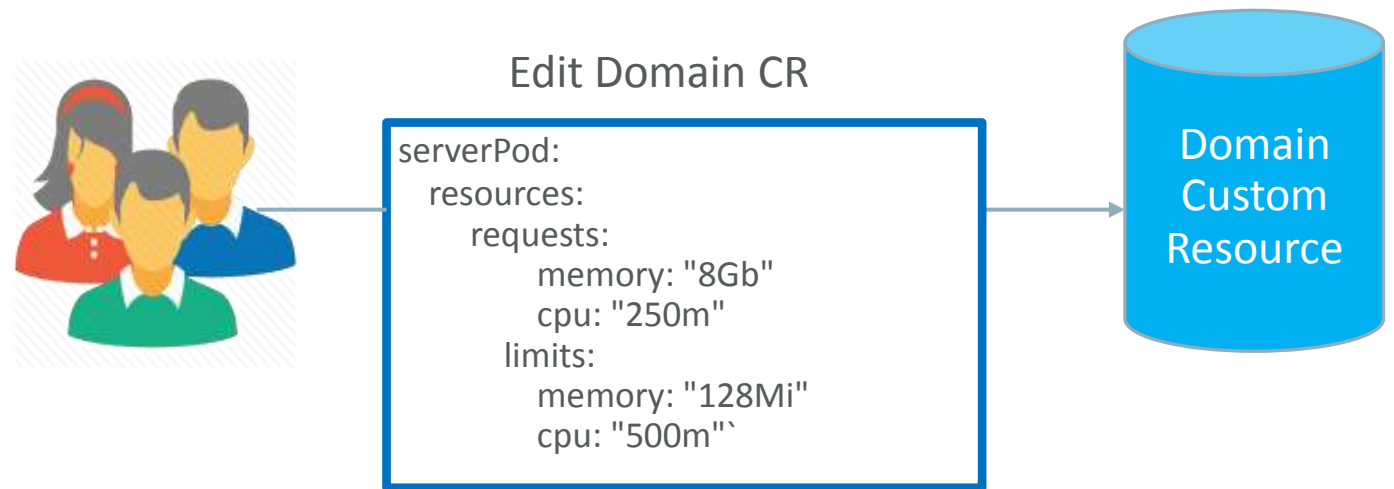 Edit Domain CR
serverPod:
resources:
requests:
memory: "8Gb"
cpu: "250m"
limits:
memory: "128Mi"
cpu: "500m"`
Domain
Custom
Resource